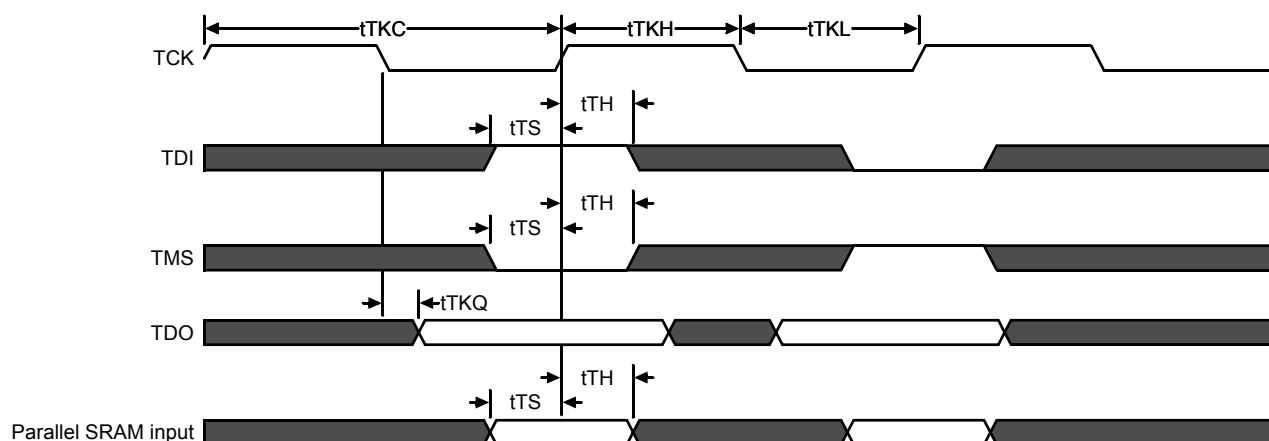 tTKC
tTKH
tTKL
TCK
tTH
tTS
TDI
tTH
tTS
TMS
tTKQ
TDO
tTH
tTS
Parallel SRAM input